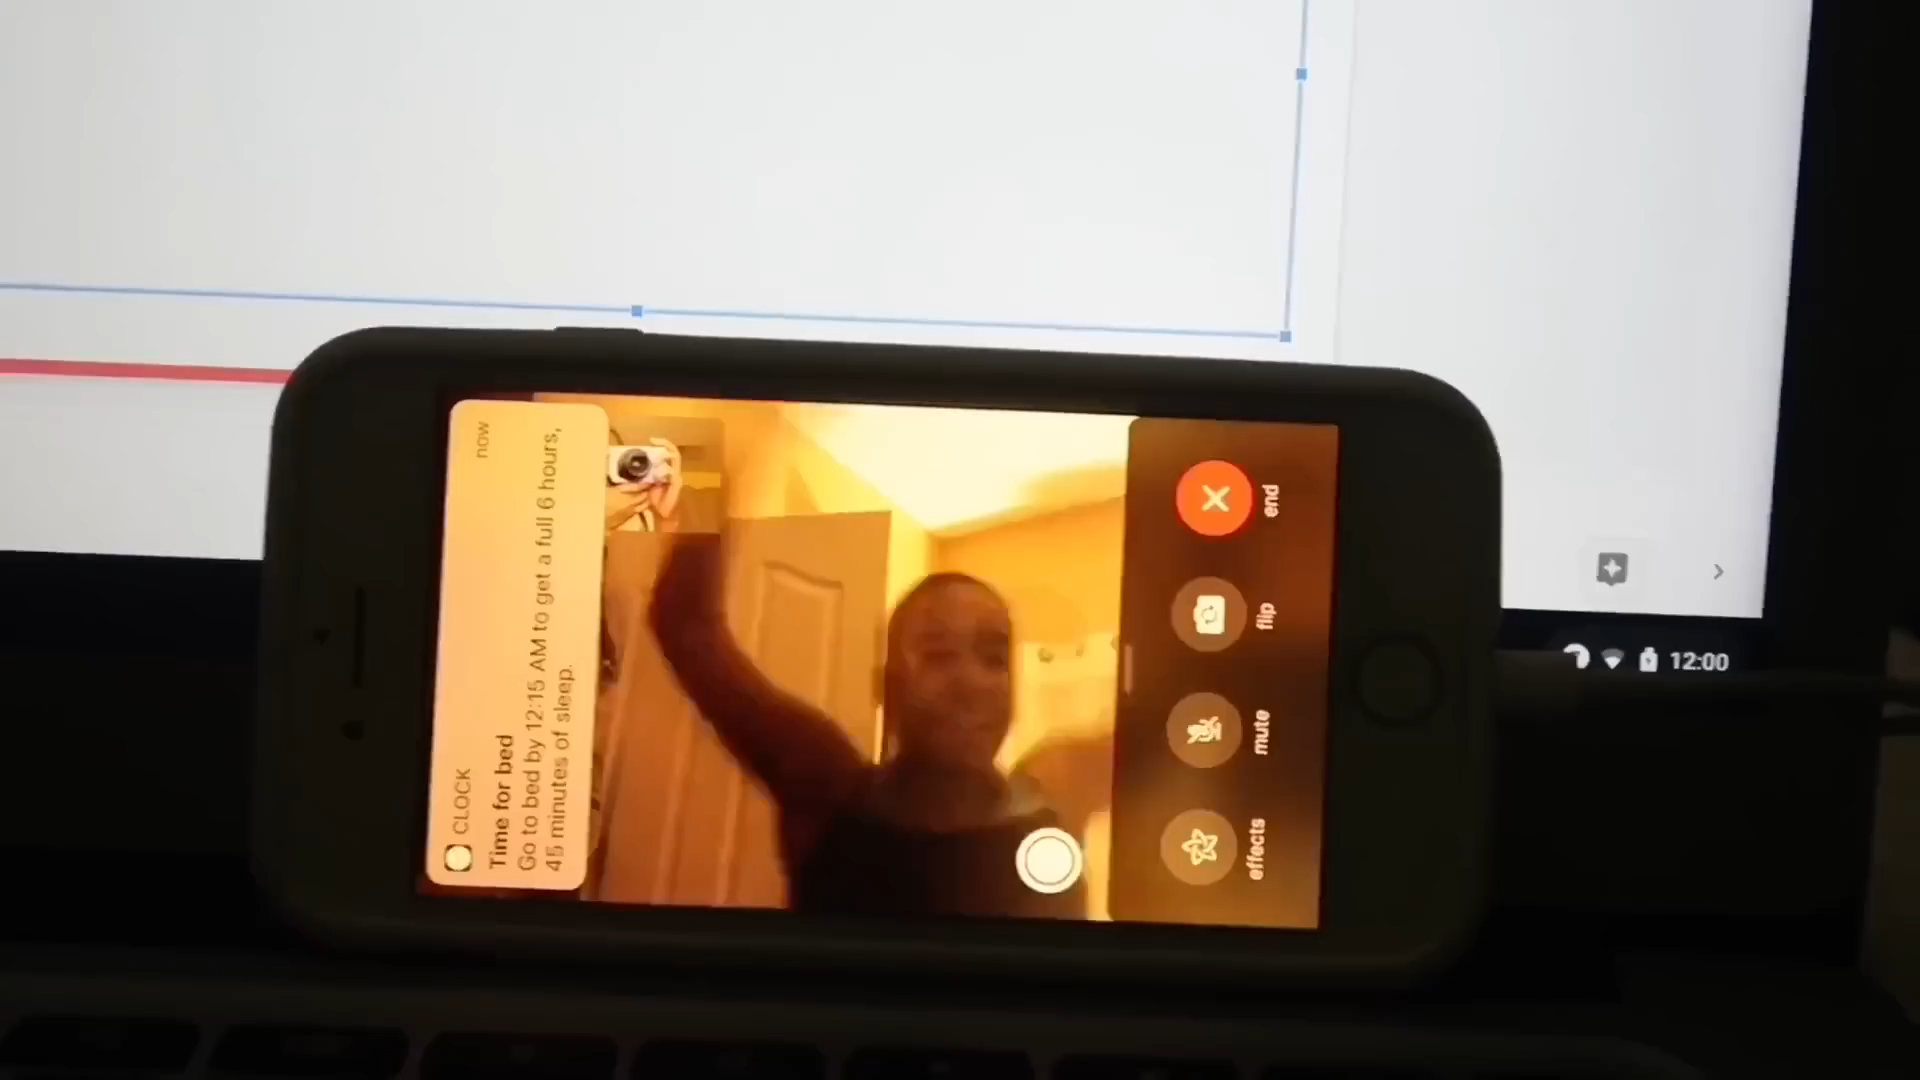 CLOCK now
Time for bed
Go to bed by 12:15 AM to get a full 6 hours,
45 minutes of sleep.
effects mute flip end
12:00